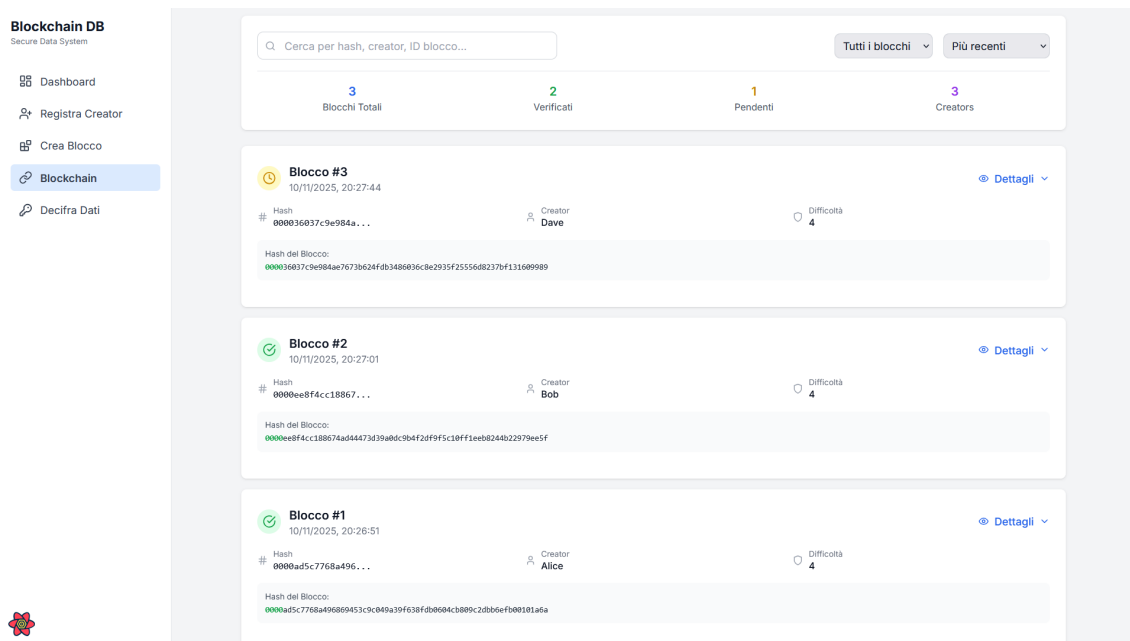 Blockchain DB
Secure Data System
Dashboard
Registra Creator
Crea Blocco
Blockchain
Decifra Dati
Cerca per hash, creator, ID blocco...
Tutti i blocchi
Più recenti
3
Blocchi Totali
2
Verificati
1
Pendenti
3
Creators
Blocco #3
10/11/2025, 20:27:44
Dettagli
Hash
000036037c9e984a...
Creator
Dave
Difficoltà
4
Hash del Blocco:
000036037c9e984ae7673b624fdb3486036c8e2935f25556d8237bf131609989
Blocco #2
10/11/2025, 20:27:01
Dettagli
Hash
0000ee8f4cc18867...
Creator
Bob
Difficoltà
4
Hash del Blocco:
0000ee8f4cc188674ad44473d39a0dc9b4f2df9f5c10ff1eeb8244b22979ee5f
Blocco #1
10/11/2025, 20:26:51
Dettagli
Hash
0000ad5c7768a496...
Creator
Alice
Difficoltà
4
Hash del Blocco:
0000ad5c7768a496869453c9c049a39f638fdb0604cb809c2dbb6efb00101a6a